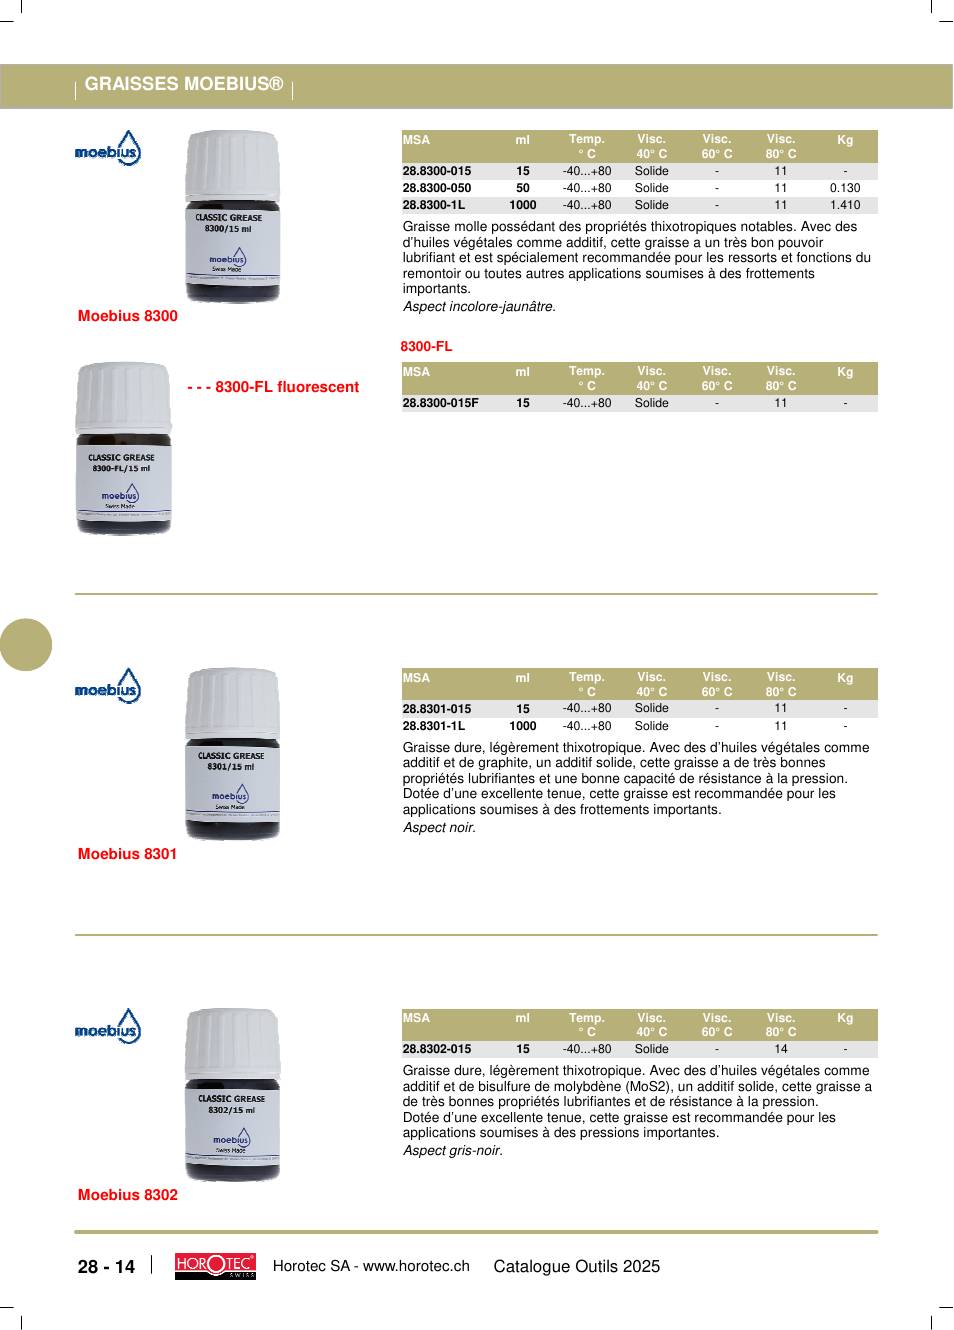 GRAISSES MOEBIUS®
moebius
CLASSIC GREASE
8300/15 ml
moebius
Swiss Made
Moebius 8300
MSA ml Temp. ° C Visc. 40° C Visc. 60° C Visc. 80° C Kg
28.8300-015 15 -40...+80 Solide - 11 -
28.8300-050 50 -40...+80 Solide - 11 0.130
28.8300-1L 1000 -40...+80 Solide - 11 1.410
Graisse molle possédant des propriétés thixotropiques notables. Avec des
d'huiles végétales comme additif, cette graisse a un très bon pouvoir
lubrifiant et est spécialement recommandée pour les ressorts et fonctions du
remontoir ou toutes autres applications soumises à des frottements
importants.
Aspect incolore-jaunâtre.
- - - 8300-FL fluorescent
CLASSIC GREASE
8300-FL/15 ml
moebius
Swiss Made
8300-FL
MSA ml Temp. ° C Visc. 40° C Visc. 60° C Visc. 80° C Kg
28.8300-015F 15 -40...+80 Solide - 11 -
moebius
CLASSIC GREASE
8301/15 ml
moebius
Swiss Made
Moebius 8301
MSA ml Temp. ° C Visc. 40° C Visc. 60° C Visc. 80° C Kg
28.8301-015 15 -40...+80 Solide - 11 -
28.8301-1L 1000 -40...+80 Solide - 11 -
Graisse dure, légèrement thixotropique. Avec des d'huiles végétales comme
additif et de graphite, un additif solide, cette graisse a de très bonnes
propriétés lubrifiantes et une bonne capacité de résistance à la pression.
Dotée d'une excellente tenue, cette graisse est recommandée pour les
applications soumises à des frottements importants.
Aspect noir.
moebius
CLASSIC GREASE
8302/15 ml
moebius
Swiss Made
Moebius 8302
MSA ml Temp. ° C Visc. 40° C Visc. 60° C Visc. 80° C Kg
28.8302-015 15 -40...+80 Solide - 14 -
Graisse dure, légèrement thixotropique. Avec des d'huiles végétales comme
additif et de bisulfure de molybdène (MoS2), un additif solide, cette graisse a
de très bonnes propriétés lubrifiantes et de résistance à la pression.
Dotée d'une excellente tenue, cette graisse est recommandée pour les
applications soumises à des pressions importantes.
Aspect gris-noir.
28 - 14
HOROTEC®
SWISS
Horotec SA - www.horotec.ch
Catalogue Outils 2025